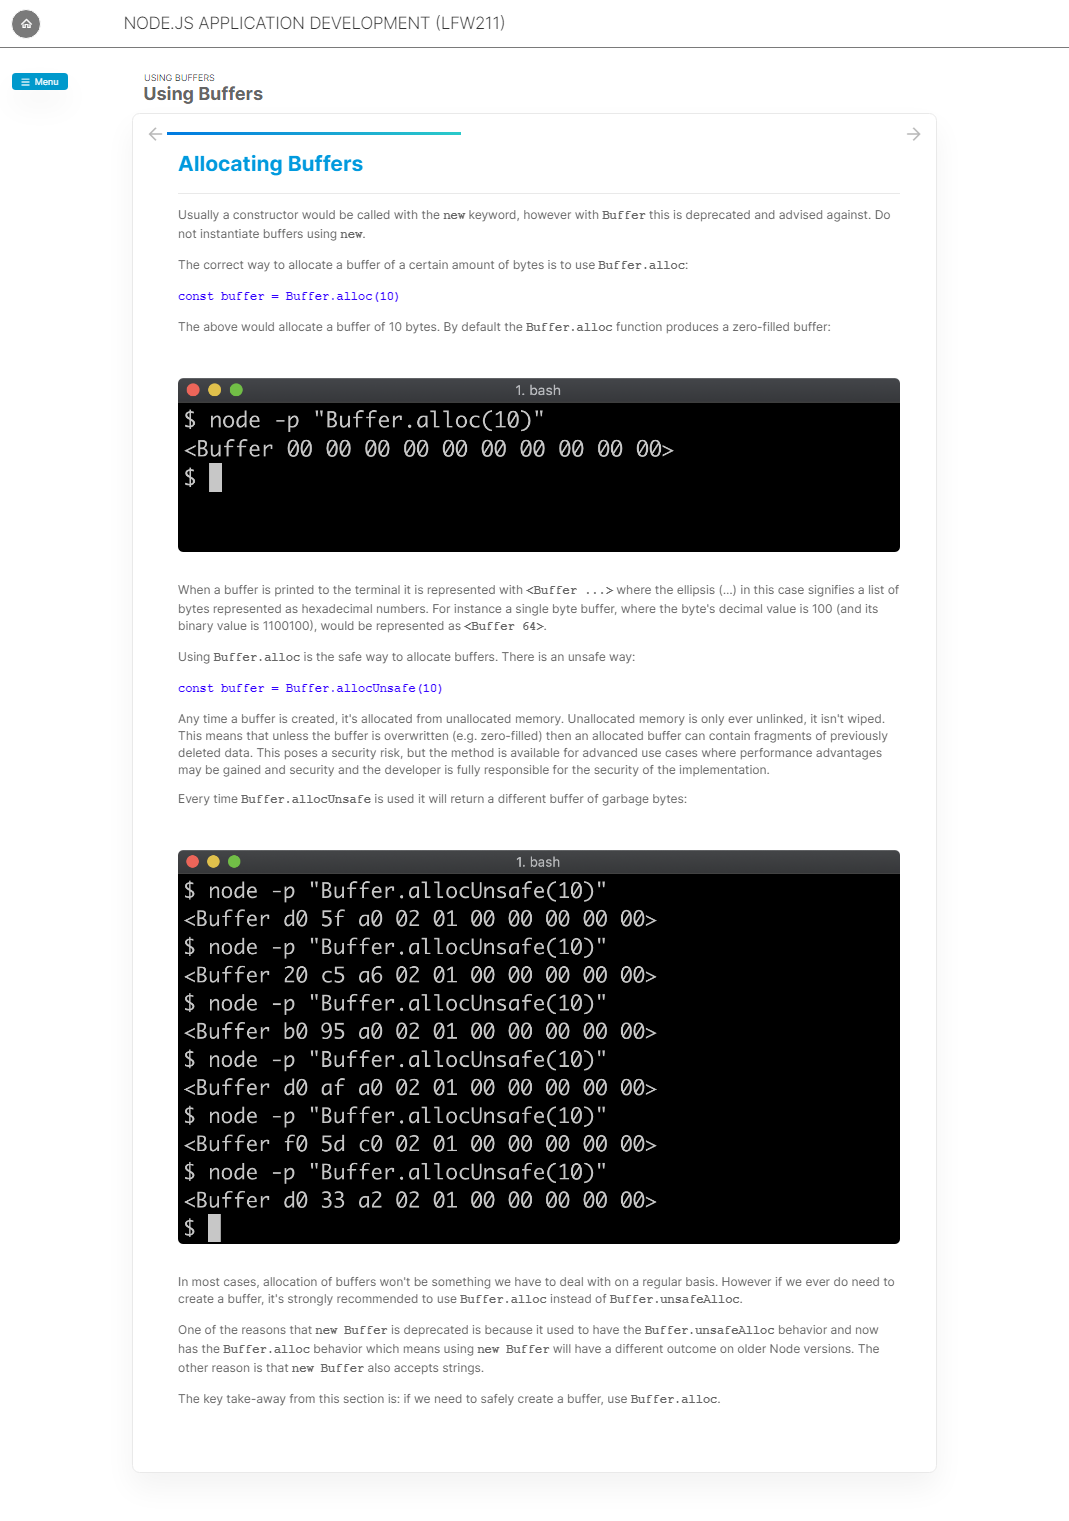 NODE.JS APPLICATION DEVELOPMENT (LFW211)
Menu
USING BUFFERS
Using Buffers
Allocating Buffers
Usually a constructor would be called with the new keyword, however with Buffer this is deprecated and advised against. Do
not instantiate buffers using new.
The correct way to allocate a buffer of a certain amount of bytes is to use Buffer.alloc:
const buffer = Buffer.alloc(10)
The above would allocate a buffer of 10 bytes. By default the Buffer.alloc function produces a zero-filled buffer:
1. bash
$ node -p "Buffer.alloc(10)"
<Buffer 00 00 00 00 00 00 00 00 00 00>
$
When a buffer is printed to the terminal it is represented with <Buffer ...> where the ellipsis (...) in this case signifies a list of
bytes represented as hexadecimal numbers. For instance a single byte buffer, where the byte's decimal value is 100 (and its
binary value is 1100100), would be represented as <Buffer 64>.
Using Buffer.alloc is the safe way to allocate buffers. There is an unsafe way:
const buffer = Buffer.allocUnsafe(10)
Any time a buffer is created, it's allocated from unallocated memory. Unallocated memory is only ever unlinked, it isn't wiped.
This means that unless the buffer is overwritten (e.g. zero-filled) then an allocated buffer can contain fragments of previously
deleted data. This poses a security risk, but the method is available for advanced use cases where performance advantages
may be gained and security and the developer is fully responsible for the security of the implementation.
Every time Buffer.allocUnsafe is used it will return a different buffer of garbage bytes:
1. bash
$ node -p "Buffer.allocUnsafe(10)"
<Buffer d0 5f a0 02 01 00 00 00 00 00>
$ node -p "Buffer.allocUnsafe(10)"
<Buffer 20 c5 a6 02 01 00 00 00 00 00>
$ node -p "Buffer.allocUnsafe(10)"
<Buffer b0 95 a0 02 01 00 00 00 00 00>
$ node -p "Buffer.allocUnsafe(10)"
<Buffer d0 af a0 02 01 00 00 00 00 00>
$ node -p "Buffer.allocUnsafe(10)"
<Buffer f0 5d c0 02 01 00 00 00 00 00>
$ node -p "Buffer.allocUnsafe(10)"
<Buffer d0 33 a2 02 01 00 00 00 00 00>
$
In most cases, allocation of buffers won't be something we have to deal with on a regular basis. However if we ever do need to
create a buffer, it's strongly recommended to use Buffer.alloc instead of Buffer.unsafeAlloc.
One of the reasons that new Buffer is deprecated is because it used to have the Buffer.unsafeAlloc behavior and now
has the Buffer.alloc behavior which means using new Buffer will have a different outcome on older Node versions. The
other reason is that new Buffer also accepts strings.
The key take-away from this section is: if we need to safely create a buffer, use Buffer.alloc.